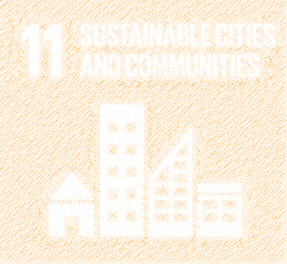 11 SUSTAINABLE CITIES
AND COMMUNITIES